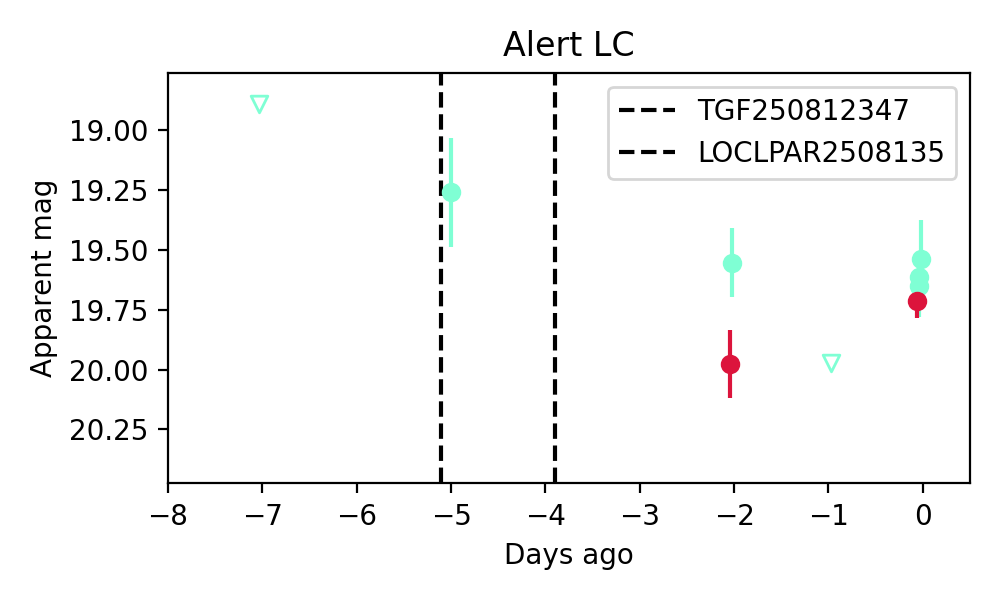 Alert LC
TGF250812347
LOCLPAR2508135
19.00
19.25
19.50
19.75
20.00
20.25
Apparent mag
−8 −7 −6 −5 −4 −3 −2 −1 0
Days ago